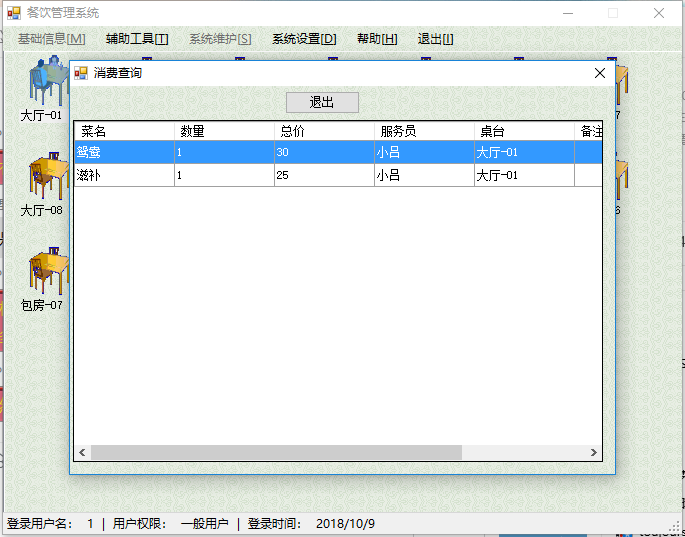 餐饮管理系统
基础信息[M] 辅助工具[T] 系统维护[S] 系统设置[D] 帮助[H] 退出[I]
消费查询
退出
菜名 数量 总价 服务员 桌台 备注
鸳鸯 1 30 小吕 大厅-01
滋补 1 25 小吕 大厅-01
大厅-01
大厅-08
包房-07
7
6
登录用户名: 1 | 用户权限: 一般用户 | 登录时间: 2018/10/9